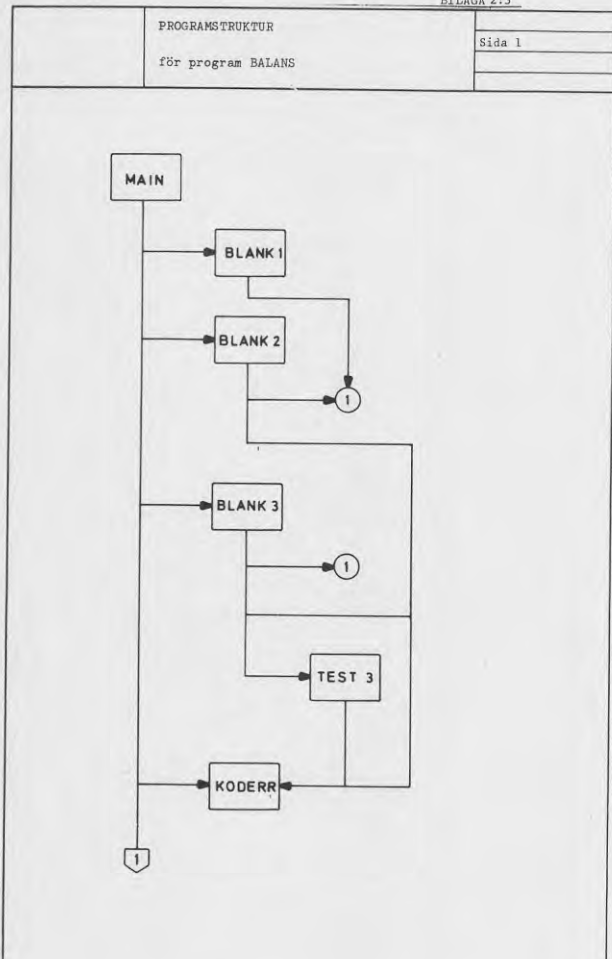 BILAGA 2.3
PROGRAMSTRUKTUR
för program BALANS
Sida 1
MAIN
BLANK 1
BLANK 2
1
BLANK 3
1
TEST 3
KODERR
1